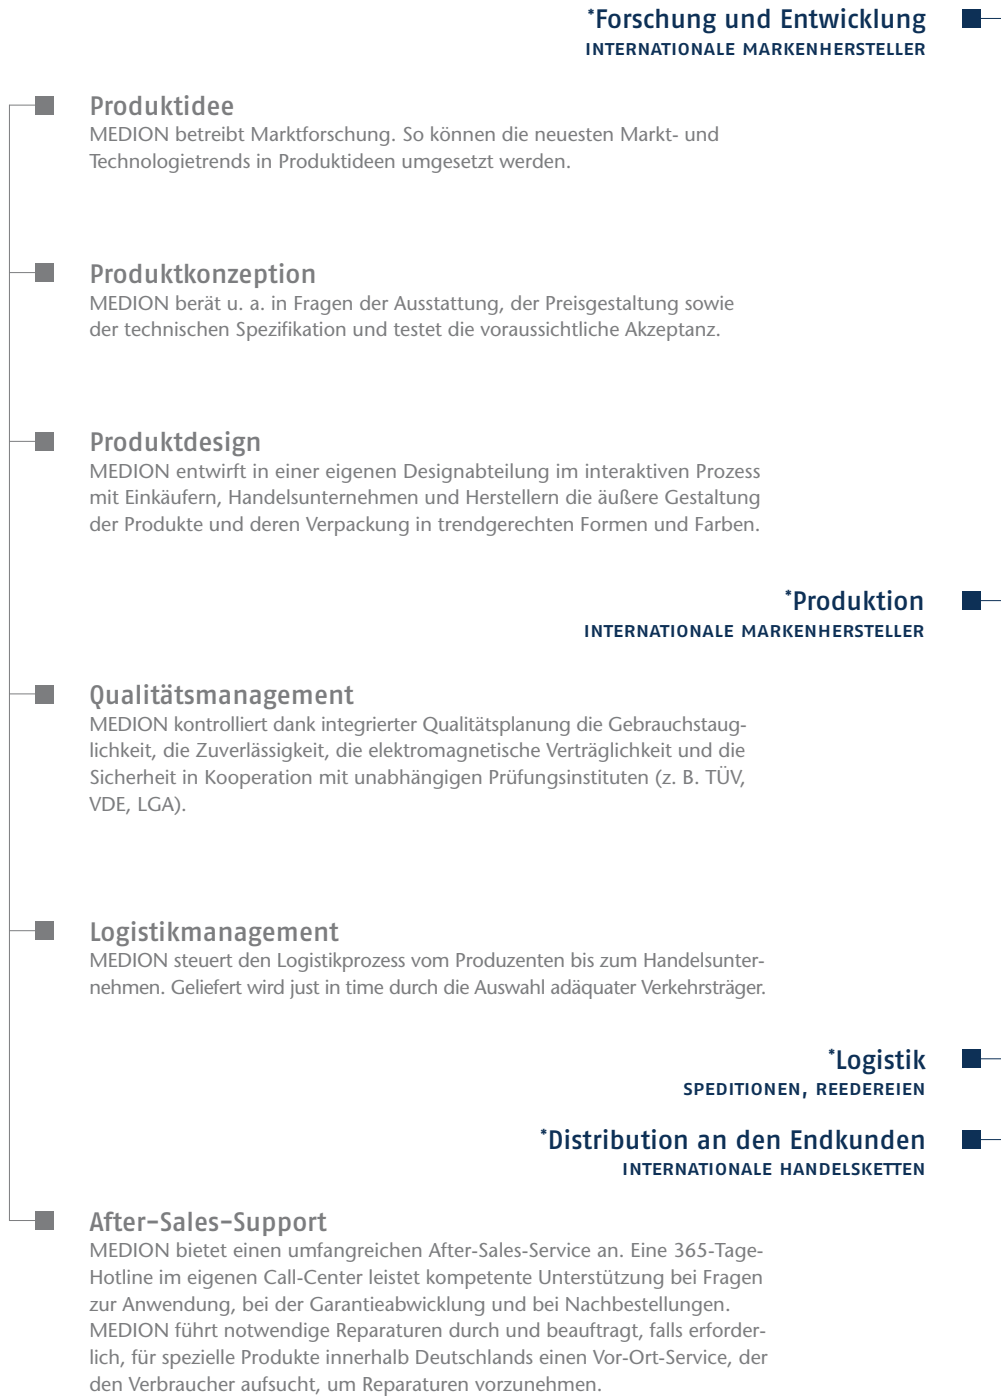 *Forschung und Entwicklung
INTERNATIONALE MARKENHERSTELLER
Produktidee
MEDION betreibt Marktforschung. So können die neuesten Markt- und
Technologietrends in Produktideen umgesetzt werden.
Produktkonzeption
MEDION berät u. a. in Fragen der Ausstattung, der Preisgestaltung sowie
der technischen Spezifikation und testet die voraussichtliche Akzeptanz.
Produktdesign
MEDION entwirft in einer eigenen Designabteilung im interaktiven Prozess
mit Einkäufern, Handelsunternehmen und Herstellern die äußere Gestaltung
der Produkte und deren Verpackung in trendgerechten Formen und Farben.
*Produktion
INTERNATIONALE MARKENHERSTELLER
Qualitätsmanagement
MEDION kontrolliert dank integrierter Qualitätsplanung die Gebrauchstaug-
lichkeit, die Zuverlässigkeit, die elektromagnetische Verträglichkeit und die
Sicherheit in Kooperation mit unabhängigen Prüfungsinstituten (z. B. TÜV,
VDE, LGA).
Logistikmanagement
MEDION steuert den Logistikprozess vom Produzenten bis zum Handelsunter-
nehmen. Geliefert wird just in time durch die Auswahl adäquater Verkehrsträger.
*Logistik
SPEDITIONEN, REEDEREIEN
*Distribution an den Endkunden
INTERNATIONALE HANDELSKETTEN
After-Sales-Support
MEDION bietet einen umfangreichen After-Sales-Service an. Eine 365-Tage-
Hotline im eigenen Call-Center leistet kompetente Unterstützung bei Fragen
zur Anwendung, bei der Garantieabwicklung und bei Nachbestellungen.
MEDION führt notwendige Reparaturen durch und beauftragt, falls erforder-
lich, für spezielle Produkte innerhalb Deutschlands einen Vor-Ort-Service, der
den Verbraucher aufsucht, um Reparaturen vorzunehmen.